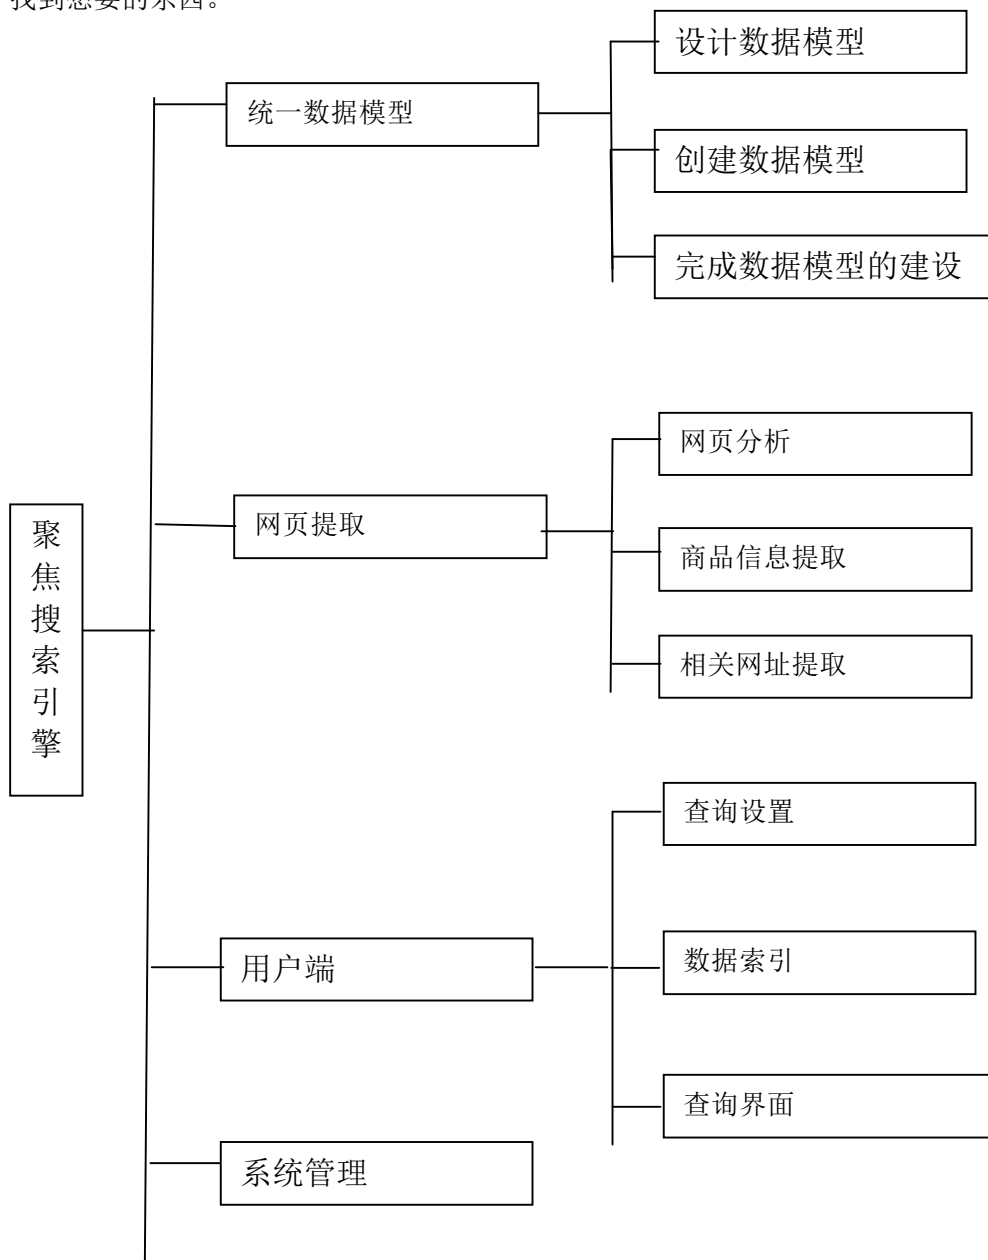 找到想要的东西。
设计数据模型
统一数据模型
创建数据模型
完成数据模型的建设
网页分析
网页提取
商品信息提取
相关网址提取
聚焦搜索引擎
查询设置
用户端
数据索引
查询界面
系统管理